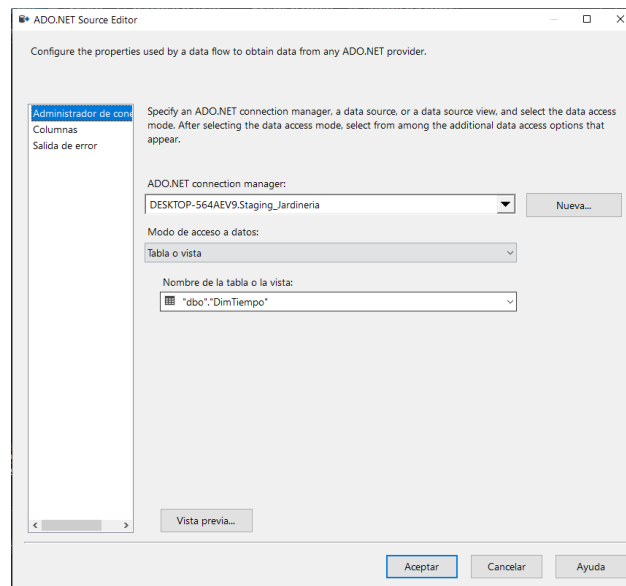 ADO.NET Source Editor
Configure the properties used by a data flow to obtain data from any ADO.NET provider.
Administrador de cone
Columnas
Salida de error
Specify an ADO.NET connection manager, a data source, or a data source view, and select the data access
mode. After selecting the data access mode, select from among the additional data access options that
appear.
ADO.NET connection manager:
DESKTOP-564AEV9.Staging_Jardineria
Nueva...
Modo de acceso a datos:
Tabla o vista
Nombre de la tabla o la vista:
"dbo"."DimTiempo"
Vista previa...
Aceptar
Cancelar
Ayuda